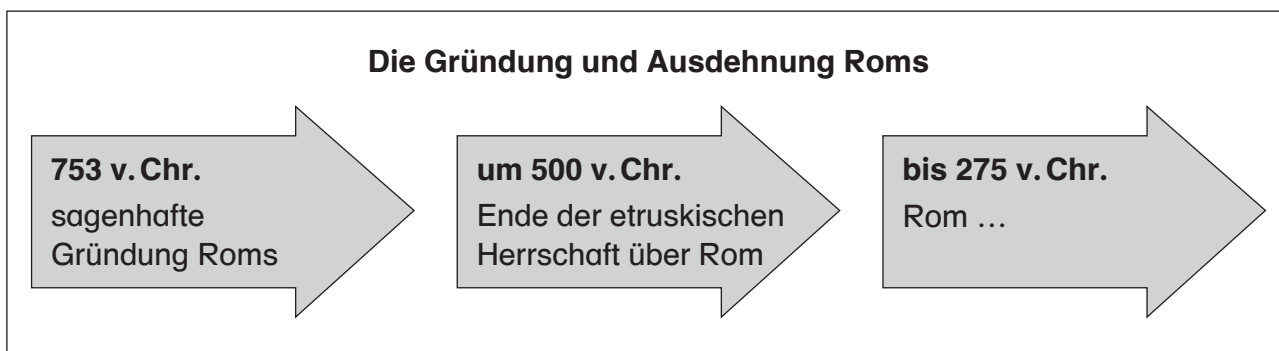 Die Gründung und Ausdehnung Roms
753 v. Chr.
sagenhafte
Gründung Roms
um 500 v. Chr.
Ende der etruskischen
Herrschaft über Rom
bis 275 v. Chr.
Rom …